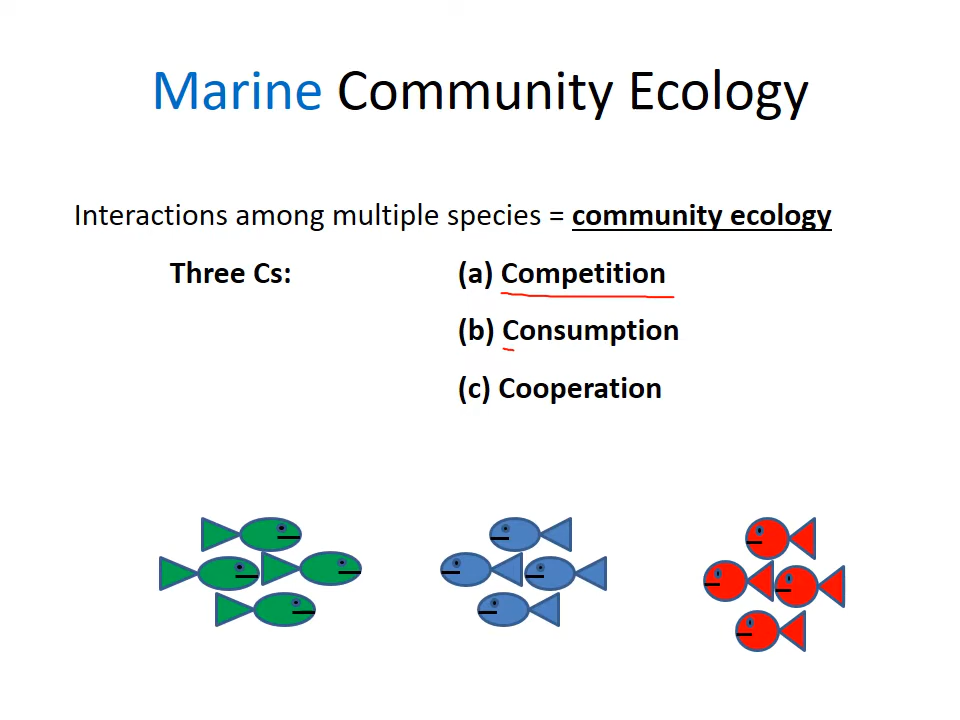 Marine Community Ecology
Interactions among multiple species = community ecology
Three Cs: (a) Competition
(b) Consumption
(c) Cooperation